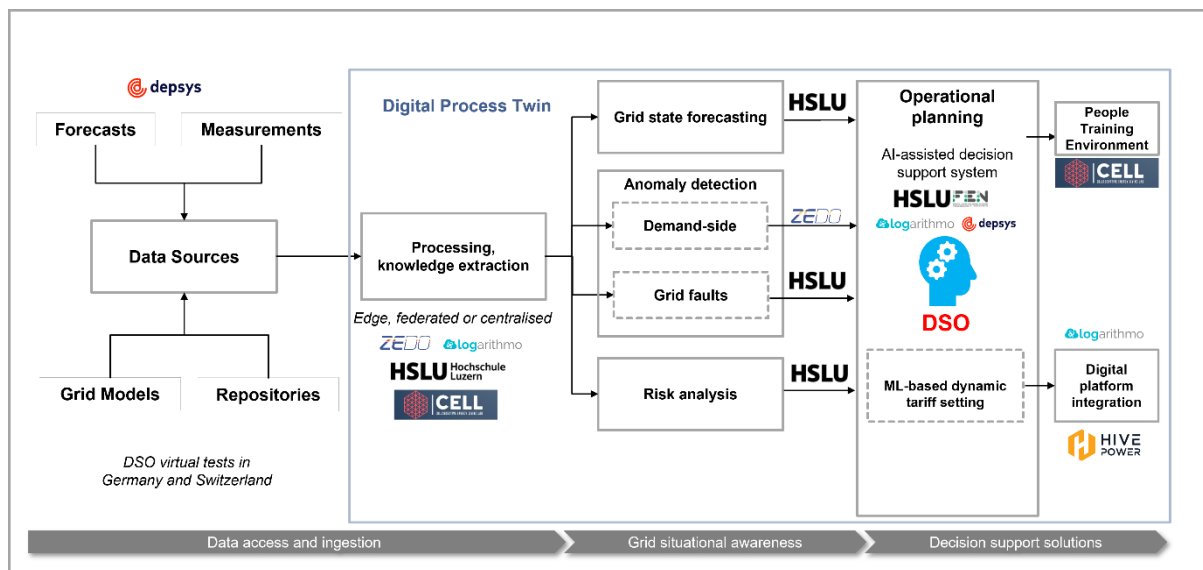 depsys
Forecasts
Measurements
Data Sources
Grid Models
Repositories
DSO virtual tests in
Germany and Switzerland
Digital Process Twin
Processing,
knowledge extraction
Edge, federated or centralised
ZEDO
logarithmo
HSLU Hochschule
Luzern
CELL
Grid state forecasting
HSLU
Anomaly detection
Demand-side
ZEDO
Grid faults
HSLU
Risk analysis
HSLU
Operational
planning
AI-assisted decision
support system
HSLU FEN
logarithmo
depsys
DSO
ML-based dynamic
tariff setting
People
Training
Environment
CELL
logarithmo
Digital
platform
integration
HIVE
POWER
Data access and ingestion
Grid situational awareness
Decision support solutions